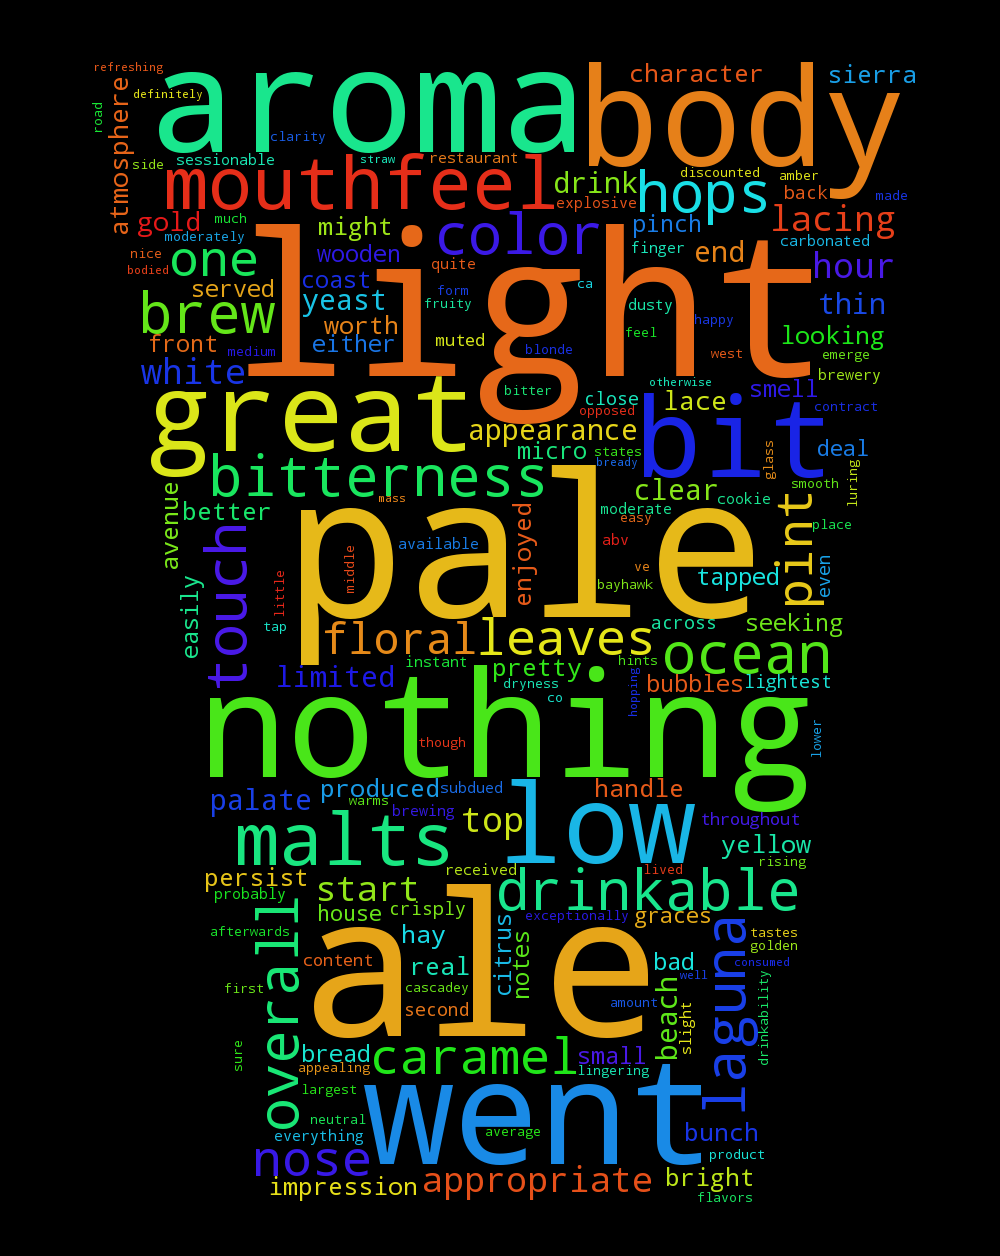 refreshing
aroma
body
character
sierra
definitely
atmosphere
road
clarity
side
sessionable
straw
restaurant
mouthfeel
drink
explosive
hops
discounted
amber
back
made
lacing
gold
much
might
color
pinch
moderately
one
nice
bodied
wooden
light
quite
finger
end
carbonated
hour
coast
served
yeast
form
fruity
ca
dusty
happy
thin
brew
worth
either
muted
feel
looking
front
medium
blonde
west
emerge
white
brewery
otherwise
bitter
great
close
opposed
lace
bit
smell
contract
appearance
micro
states
deal
bready
glass
luring
bitterness
clear
cookie
smooth
mass
pale
moderate
easy
pint
place
avenue
better
touch
enjoyed
available
abv
middle
ve
tapped
even
bayhawk
little
easily
tap
floral
leaves
across
seeking
instant
pretty
hints
ocean
limited
dryness
co
hopping
bubbles
lightest
nothing
though
lower
produced
subdued
handle
palate
warms
brewing
top
low
throughout
malts
yellow
rising
received
lived
persist
probably
start
drinkable
house
crisply
exceptionally
graces
afterwards
overall
hay
ale
citrus
notes
tastes
golden
content
real
bad
well
consumed
laguna
first
cascadey
second
amount
beach
slight
drinkability
sure
bread
caramel
small
appealing
lingering
largest
went
neutral
everything
average
bunch
nose
product
impression
appropriate
bright
flavors